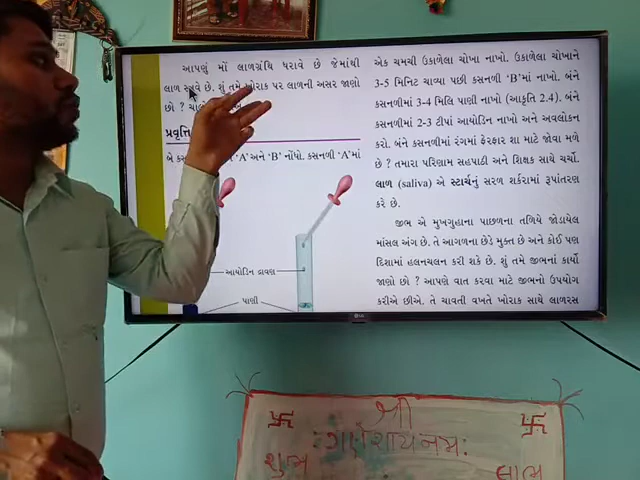 આપણું મોં લાળગ્રંથિ ધરાવે છે જેમાંથી
લાળ સ્ત્રવે છે. શું તમે ખોરાક પર લાળની અસર જાણો
છો ?
પ્રવૃત્તિ
'A' અને 'B' નોંપો. કસનળી 'A'માં
આયોડિન દ્રાવણ
પાણી
એક ચમચી ઉકાળેલા ચોખા નાખો. ઉકાળેલા ચોખાને
3-5 મિનિટ ચાવ્યા પછી કસનળી 'B'માં નાખો. બંને
કસનળીમાં 3-4 મિલિ પાણી નાખો (આકૃતિ 2.4). બંને
કસનળીમાં 2-3 ટીપાં આયોડિન નાખો અને અવલોકન
કરો. બંને કસનળીમાં રંગમાં ફેરફાર શા માટે જોવા મળે
છે ? તમારા પરિણામ સહપાઠી અને શિક્ષક સાથે ચર્ચો.
લાળ (saliva) એ સ્ટાર્ચનું સરળ શર્કરામાં રૂપાંતરણ
કરે છે.
જીભ એ મુખગુહાના પાછળના તળિયે જોડાયેલ
માંસલ અંગ છે. તે આગળના છેડે મુક્ત છે અને કોઈ પણ
દિશામાં હલનચલન કરી શકે છે. શું તમે જીભનાં કાર્યો
જાણો છો ? આપણે વાત કરવા માટે જીભનો ઉપયોગ
કરીએ છીએ. તે ચાવતી વખતે ખોરાક સાથે લાળરસ
LG
શ્રી
ગણેશાય નમઃ
શુભ
લાભ